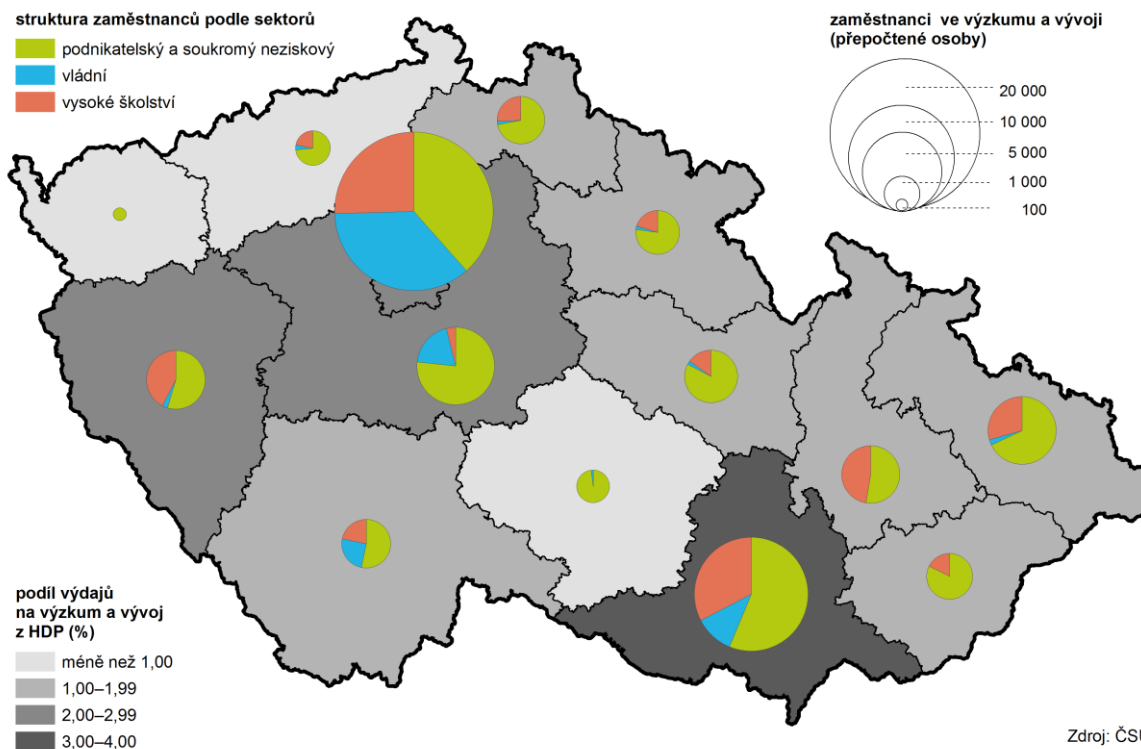 struktura zaměstnanců podle sektorů
podnikatelský a soukromý neziskový
vládní
vysoké školství
zaměstnanci ve výzkumu a vývoji
(přepočtené osoby)
20 000
10 000
5 000
1 000
100
podíl výdajů
na výzkum a vývoj
z HDP (%)
méně než 1,00
1,00–1,99
2,00–2,99
3,00–4,00
Zdroj: